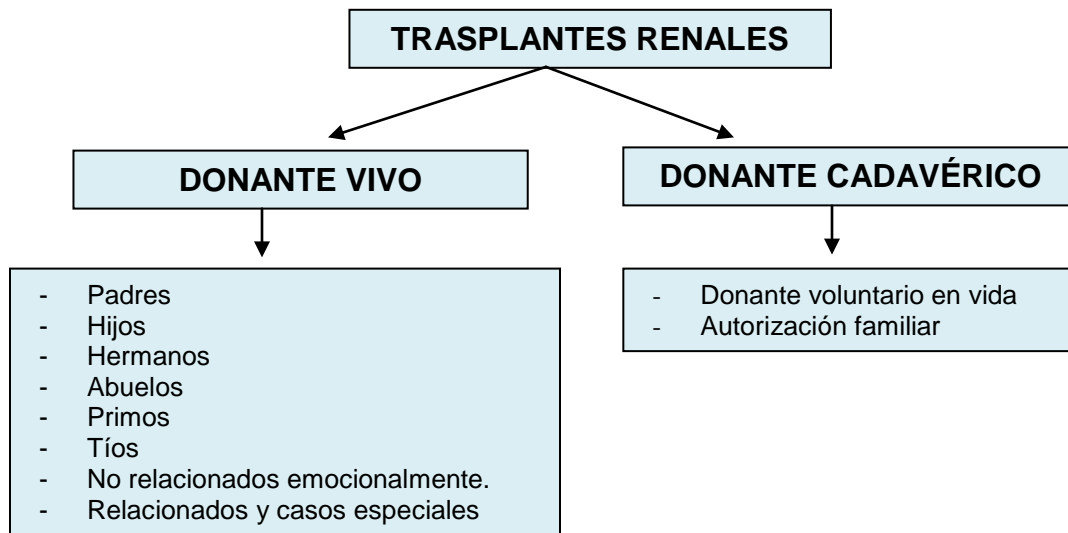 TRASPLANTES RENALES
DONANTE VIVO
- Padres
- Hijos
- Hermanos
- Abuelos
- Primos
- Tíos
- No relacionados emocionalmente.
- Relacionados y casos especiales
DONANTE CADAVÉRICO
- Donante voluntario en vida
- Autorización familiar